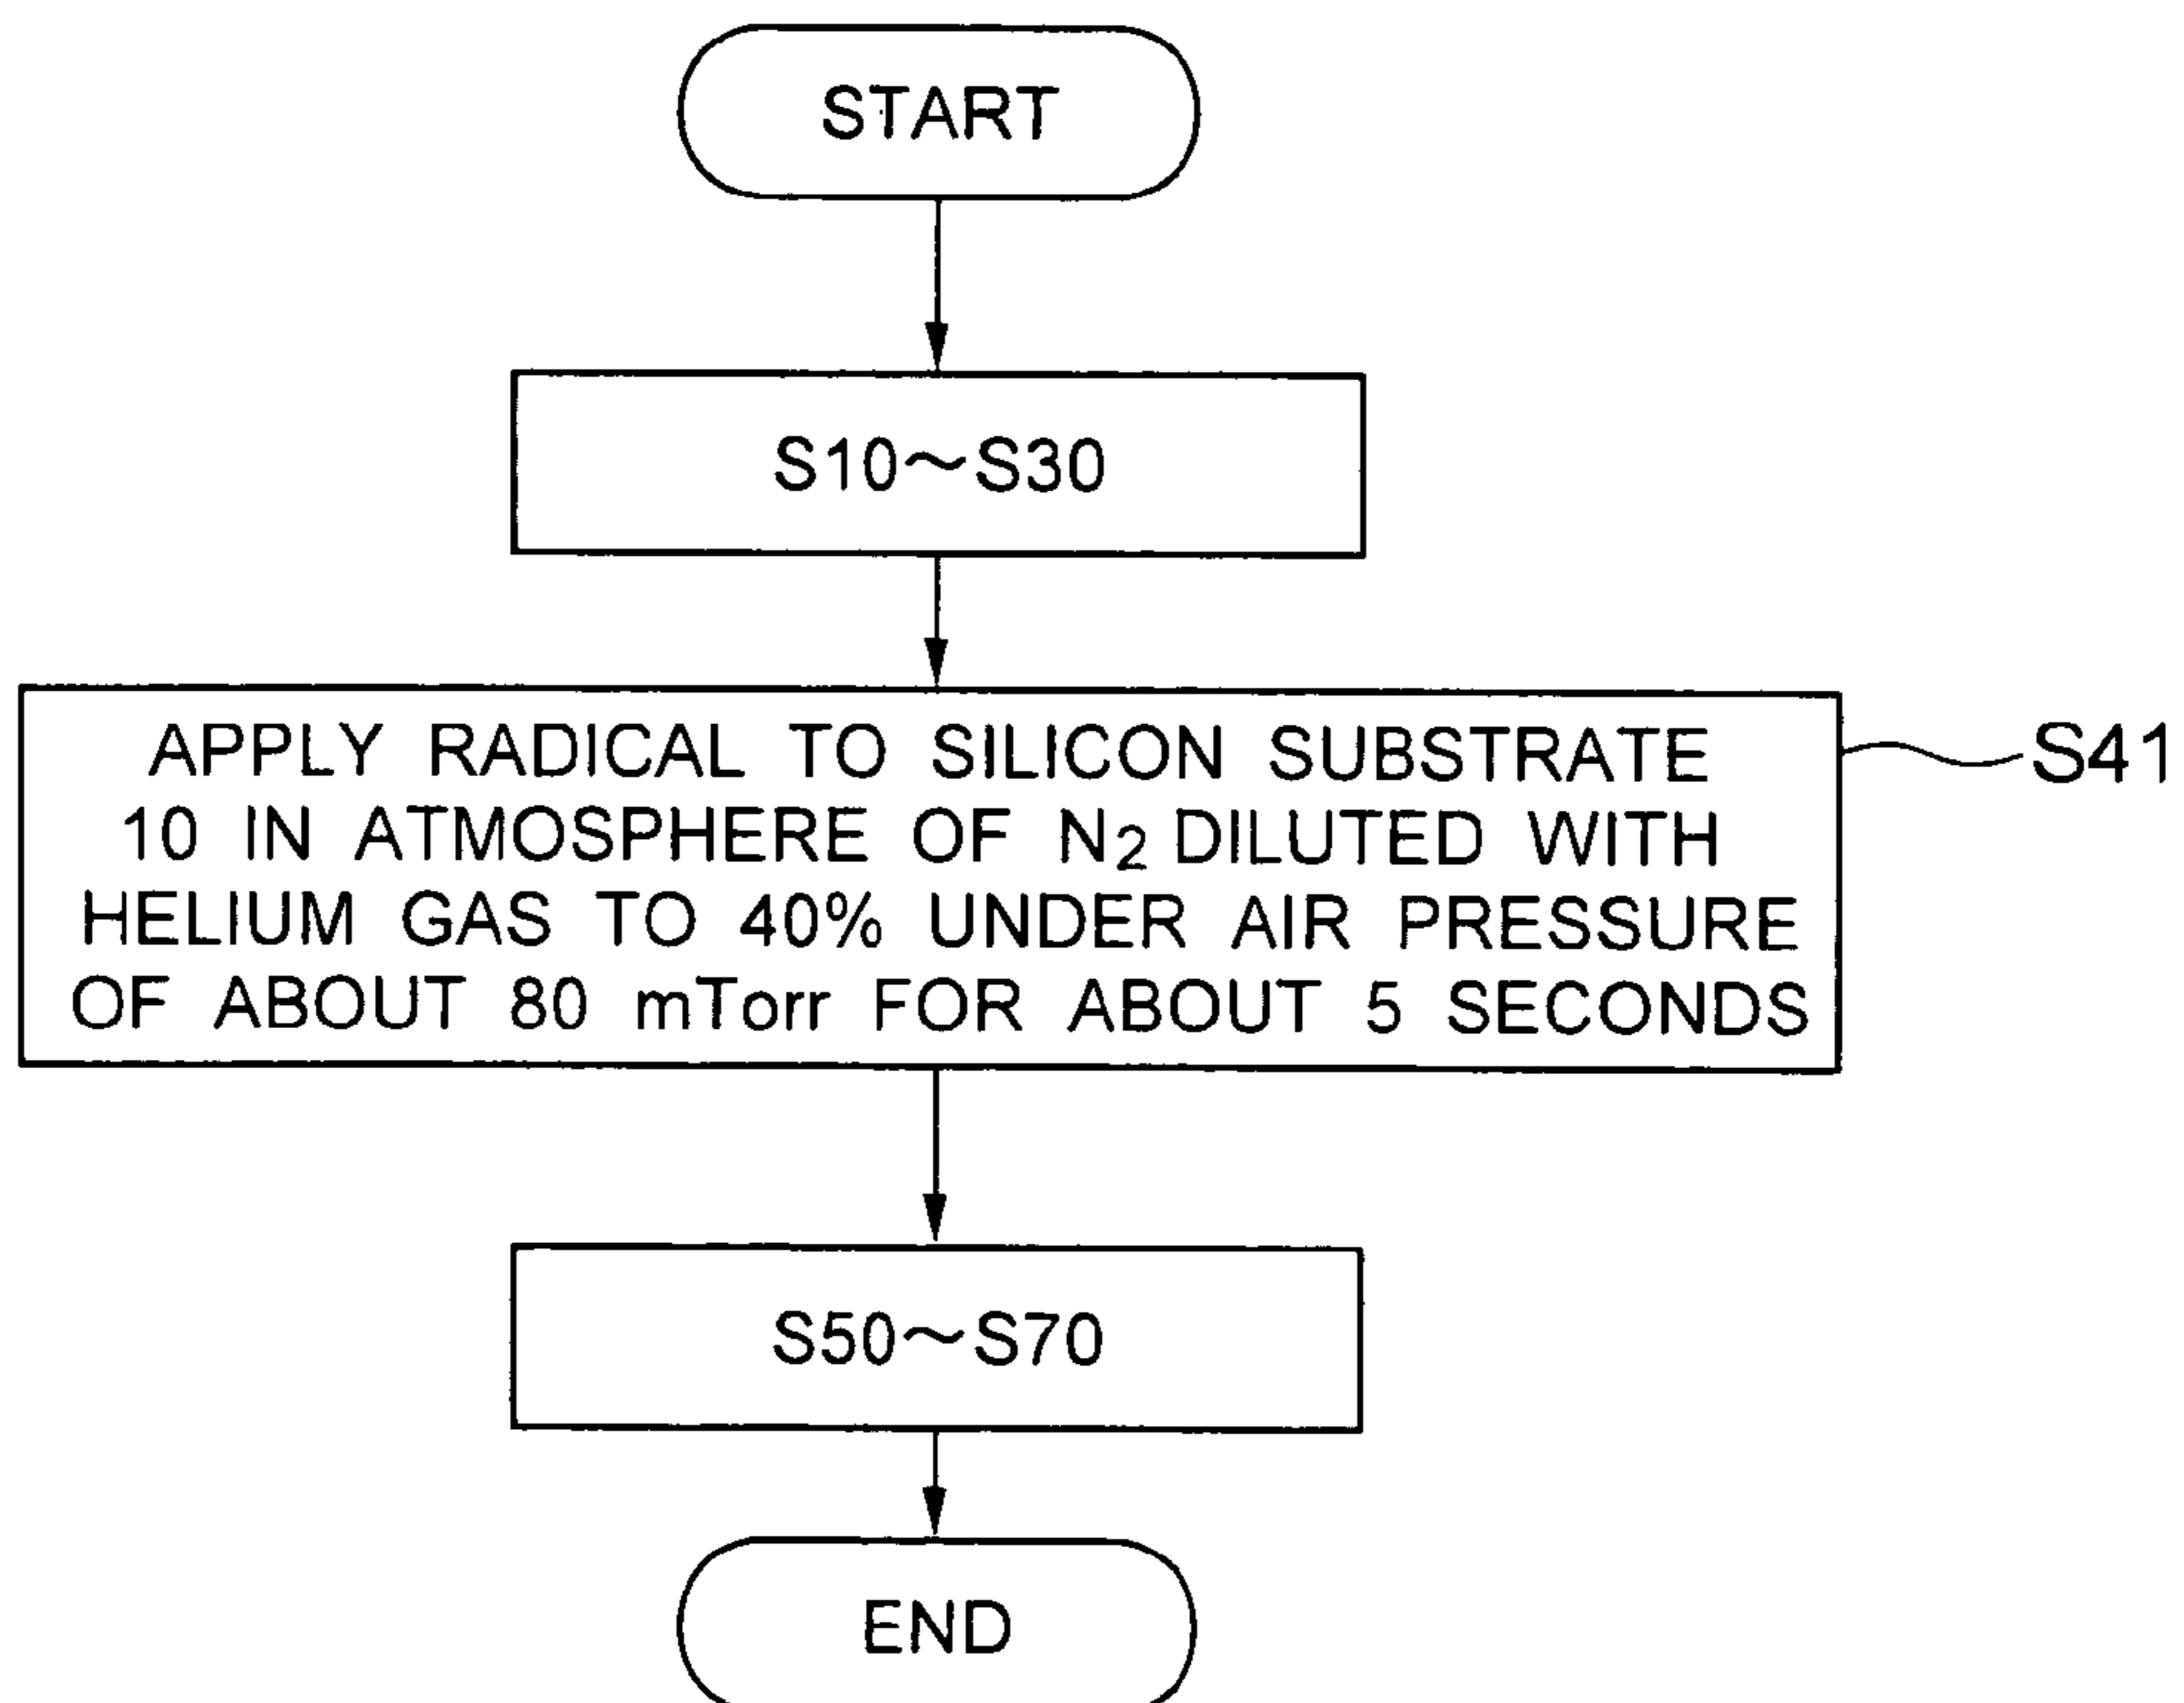 START
S10～S30
APPLY RADICAL TO SILICON SUBSTRATE
10 IN ATMOSPHERE OF N2 DILUTED WITH
HELIUM GAS TO 40% UNDER AIR PRESSURE
OF ABOUT 80 mTorr FOR ABOUT 5 SECONDS
S41
S50～S70
END